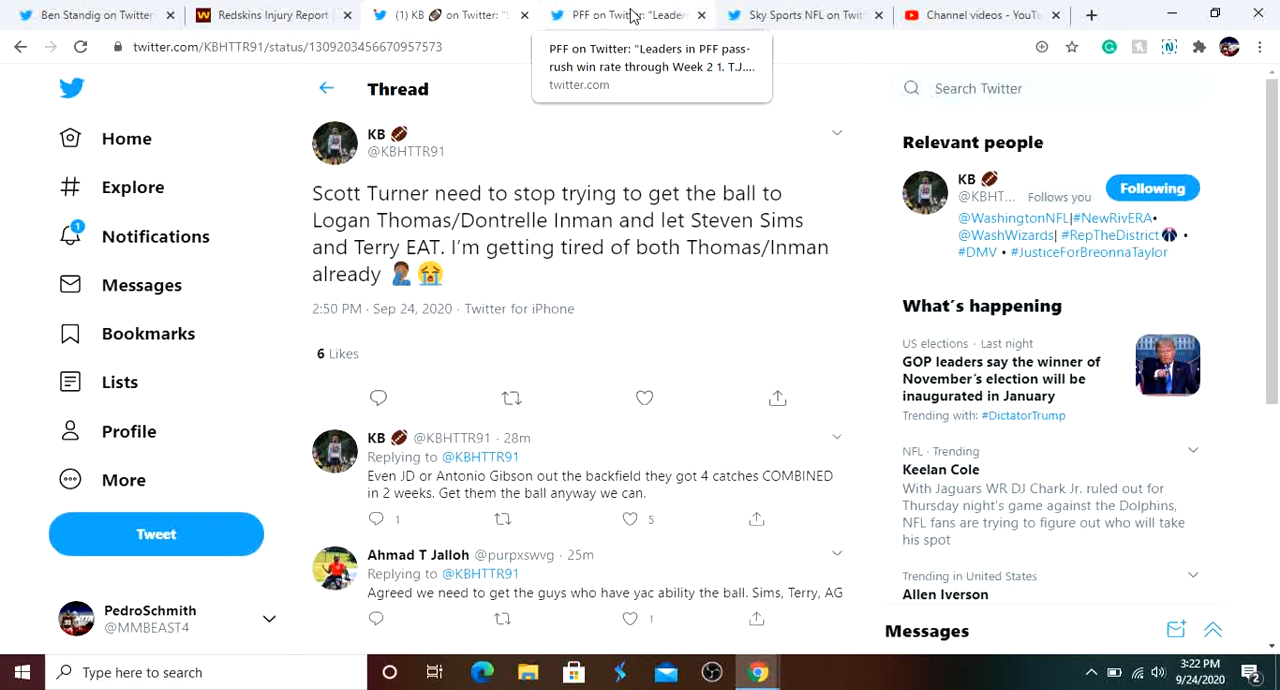 Ben Standig on Twitter
Redskins Injury Report
(1) KB 🏈 on Twitter: "S
PFF on Twitter: "Leader
Sky Sports NFL on Twitt
Channel videos - YouTu
twitter.com/KBHTTR91/status/1309203456670957573
PFF on Twitter: "Leaders in PFF pass-
rush win rate through Week 2 1. T.J....
twitter.com
Home
Explore
1
Notifications
Messages
Bookmarks
Lists
Profile
More
Tweet
PedroSchmith
@MMBEAST4
Thread
KB 🏈
@KBHTTR91
Scott Turner need to stop trying to get the ball to
Logan Thomas/Dontrelle Inman and let Steven Sims
and Terry EAT. I'm getting tired of both Thomas/Inman
already 🤦🏾‍♂️😭
2:50 PM · Sep 24, 2020 · Twitter for iPhone
6 Likes
KB 🏈 @KBHTTR91 · 28m
Replying to @KBHTTR91
Even JD or Antonio Gibson out the backfield they got 4 catches COMBINED
in 2 weeks. Get them the ball anyway we can.
1 5
Ahmad T Jalloh @purpxswvg · 25m
Replying to @KBHTTR91
Agreed we need to get the guys who have yac ability the ball. Sims, Terry, AG
1
Search Twitter
Relevant people
KB 🏈
@KBHT... Follows you
Following
@WashingtonNFL|#NewRivERA•
@WashWizards| #RepTheDistrict •
#DMV • #JusticeForBreonnaTaylor
What's happening
US elections · Last night
GOP leaders say the winner of
November's election will be
inaugurated in January
Trending with: #DictatorTrump
NFL · Trending
Keelan Cole
With Jaguars WR DJ Chark Jr. ruled out for
Thursday night's game against the Dolphins,
NFL fans are trying to figure out who will take
his spot
Trending in United States
Allen Iverson
Messages
Type here to search
3:22 PM
9/24/2020
2